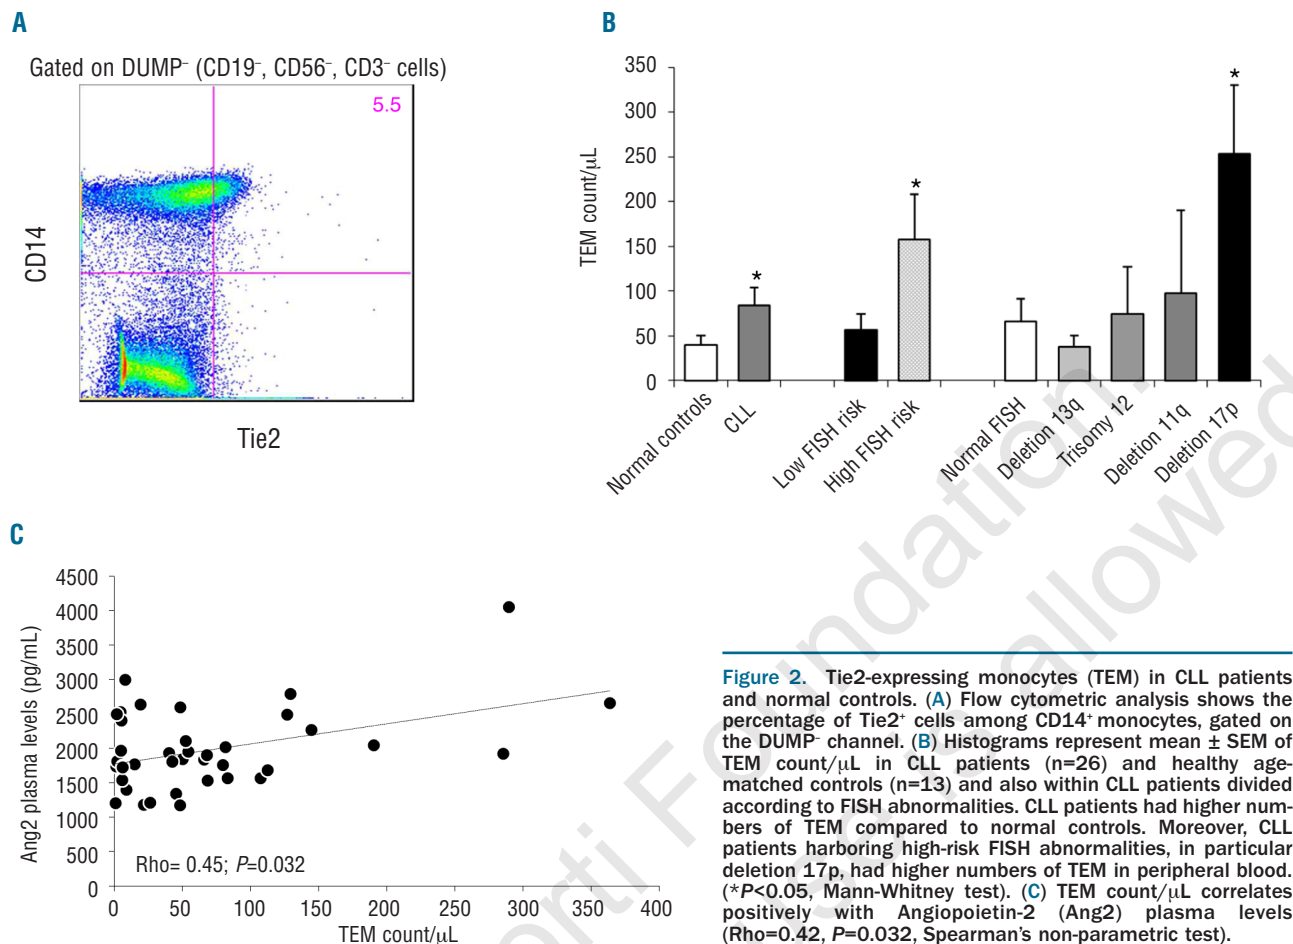 A
Gated on DUMP⁻ (CD19⁻, CD56⁻, CD3⁻ cells)
5.5
CD14
Tie2
B
350
300
250
200
150
100
50
0
TEM count/μL
*
*
*
Normal controls
CLL
Low FISH risk
High FISH risk
Normal FISH
Deletion 13q
Trisomy 12
Deletion 11q
Deletion 17p
C
4500
4000
3500
3000
2500
2000
1500
1000
500
0
Ang2 plasma levels (pg/mL)
Rho= 0.45; P=0.032
0 50 100 150 200 250 300 350 400
TEM count/μL
Figure 2. Tie2-expressing monocytes (TEM) in CLL patients
and normal controls. (A) Flow cytometric analysis shows the
percentage of Tie2⁺ cells among CD14⁺ monocytes, gated on
the DUMP⁻ channel. (B) Histograms represent mean ± SEM of
TEM count/μL in CLL patients (n=26) and healthy age-
matched controls (n=13) and also within CLL patients divided
according to FISH abnormalities. CLL patients had higher num-
bers of TEM compared to normal controls. Moreover, CLL
patients harboring high-risk FISH abnormalities, in particular
deletion 17p, had higher numbers of TEM in peripheral blood.
(*P<0.05, Mann-Whitney test). (C) TEM count/μL correlates
positively with Angiopoietin-2 (Ang2) plasma levels
(Rho=0.42, P=0.032, Spearman's non-parametric test).
Foundation.
is allowed